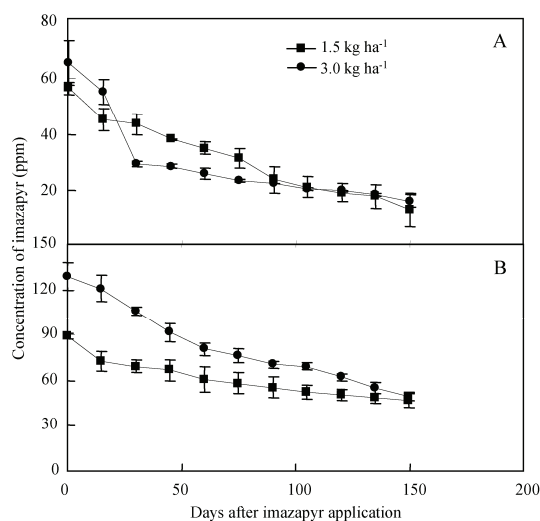 80
A
1.5 kg ha⁻¹
3.0 kg ha⁻¹
60
40
20
150
B
120
90
60
30
0
0 50 100 150 200
Concentration of imazapyr (ppm)
Days after imazapyr application